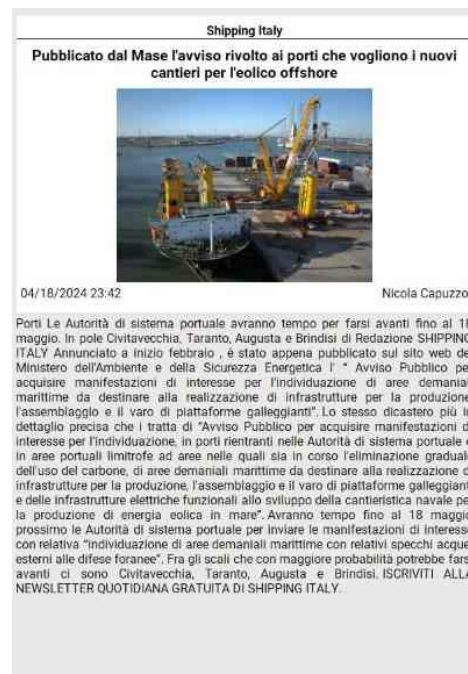 Shipping Italy
Pubblicato dal Mase l'avviso rivolto ai porti che vogliono i nuovi
cantieri per l'eolico offshore
04/18/2024 23:42
Nicola Capuzzo
Porti Le Autorità di sistema portuale avranno tempo per farsi avanti fino al 18
maggio. In pole Civitavecchia, Taranto, Augusta e Brindisi di Redazione SHIPPING
ITALY Annunciato a inizio febbraio , è stato appena pubblicato sul sito web de
Ministero dell'Ambiente e della Sicurezza Energetica l' " Avviso Pubblico per
acquisire manifestazioni di interesse per l'individuazione di aree demanial
marittime da destinare alla realizzazione di infrastrutture per la produzione
l'assemblaggio e il varo di piattaforme galleggianti". Lo stesso dicastero più in
dettaglio precisa che i tratta di "Avviso Pubblico per acquisire manifestazioni d
interesse per l'individuazione, in porti rientranti nelle Autorità di sistema portuale
in aree portuali limitrofe ad aree nelle quali sia in corso l'eliminazione graduale
dell'uso del carbone, di aree demaniali marittime da destinare alla realizzazione d
infrastrutture per la produzione, l'assemblaggio e il varo di piattaforme galleggiant
e delle infrastrutture elettriche funzionali allo sviluppo della cantieristica navale pe
la produzione di energia eolica in mare". Avranno tempo fino al 18 maggio
prossimo le Autorità di sistema portuale per inviare le manifestazioni di interesse
con relativa "individuazione di aree demaniali marittime con relativi specchi acque
esterni alle difese foranee". Fra gli scali che con maggiore probabilità potrebbe fars
avanti ci sono Civitavecchia, Taranto, Augusta e Brindisi. ISCRIVITI ALLA
NEWSLETTER QUOTIDIANA GRATUITA DI SHIPPING ITALY.